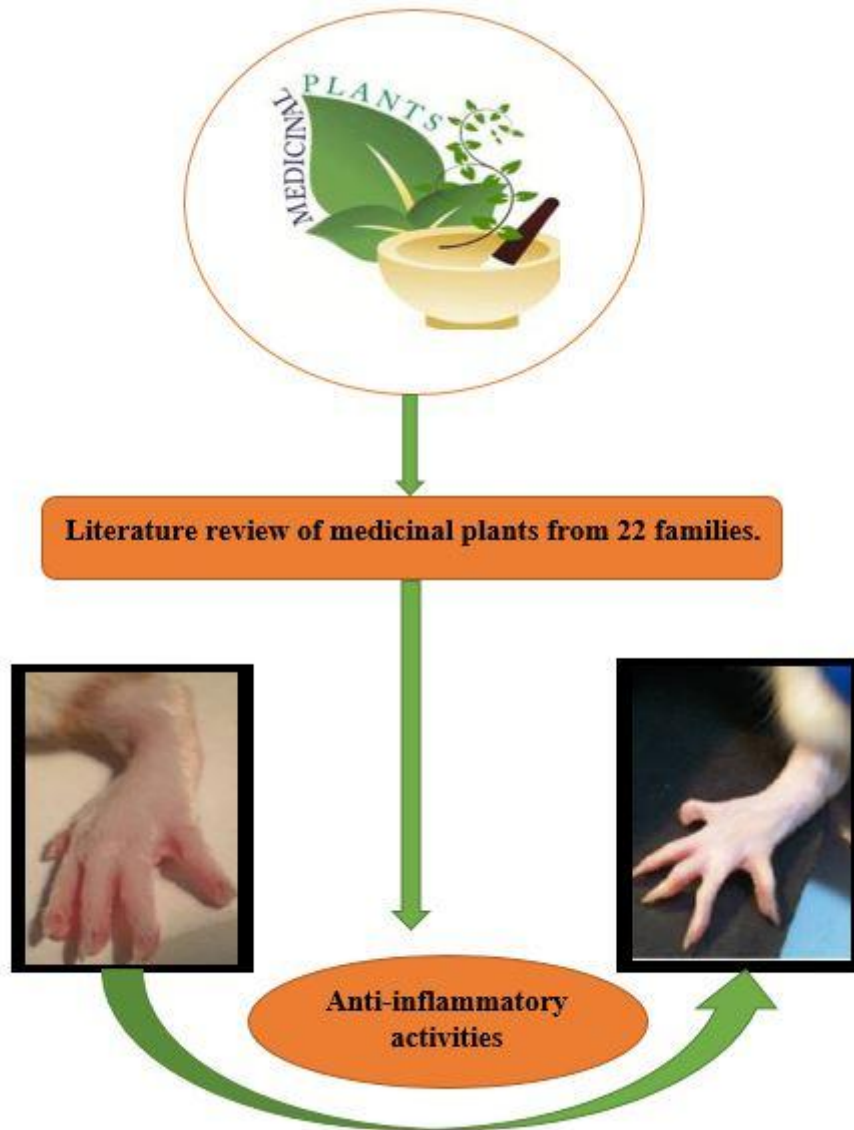 MEDICINAL PLANTS
Literature review of medicinal plants from 22 families.
Anti-inflammatory
activities